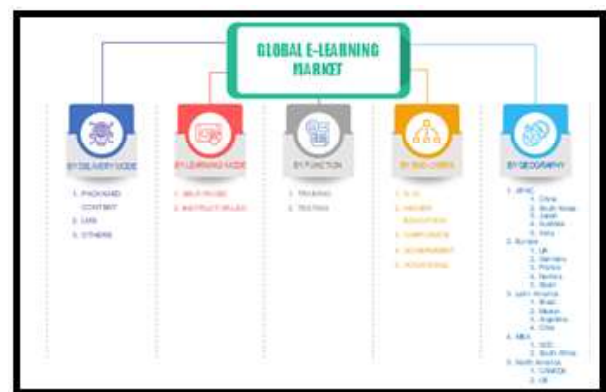 GLOBAL E-LEARNING
MARKET
BY DELIVERY MODE
BY LEARNING MODE
BY FUNCTION
BY END-USERS
BY GEOGRAPHY
1. PACKAGED
CONTENT
2. LMS
3. OTHERS
1. SELF-PACED
2. INSTRUCTOR-LED
1. TRAINING
2. TESTING
1. K-12
2. HIGHER
EDUCATION
3. CORPORATE
4. GOVERNMENT
5. VOCATIONAL
1. APAC
1. China
2. South Korea
3. Japan
4. Australia
5. India
2. Europe
1. UK
2. Germany
3. France
4. Nordics
5. Spain
3. Latin America
1. Brazil
2. Mexico
3. Argentina
4. Chile
4. MEA
1. GCC
2. South Africa
5. North America
1. CANADA
2. US